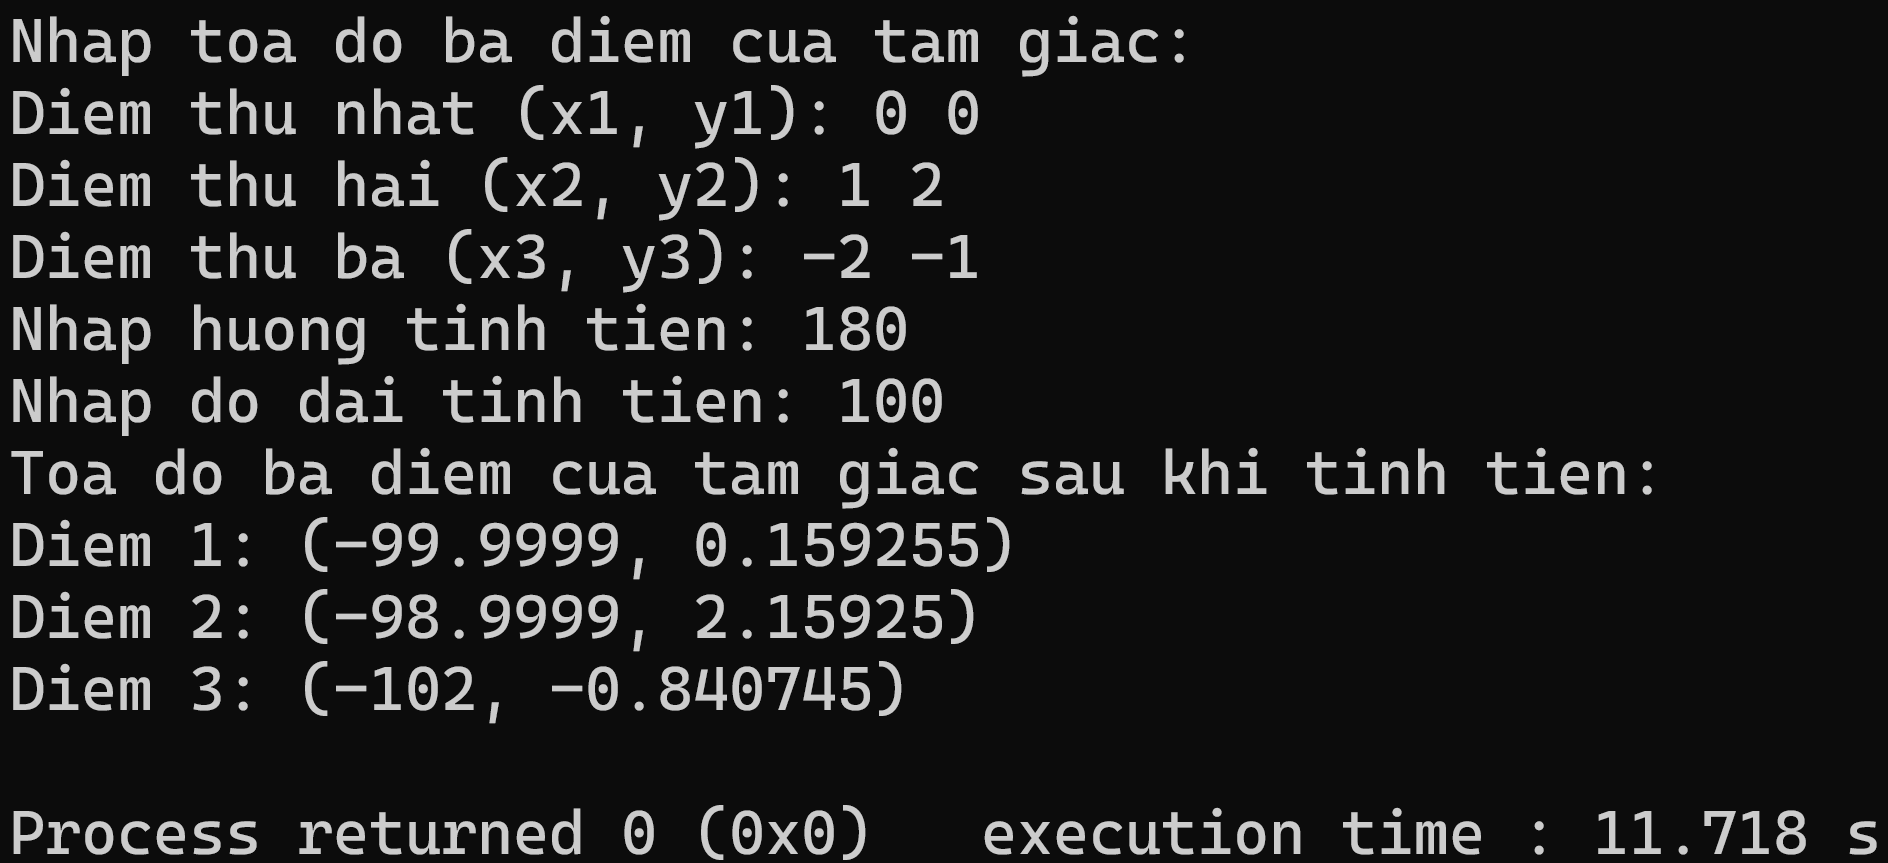 Nhap toa do ba diem cua tam giac:
Diem thu nhat (x1, y1): 0 0
Diem thu hai (x2, y2): 1 2
Diem thu ba (x3, y3): -2 -1
Nhap huong tinh tien: 180
Nhap do dai tinh tien: 100
Toa do ba diem cua tam giac sau khi tinh tien:
Diem 1: (-99.9999, 0.159255)
Diem 2: (-98.9999, 2.15925)
Diem 3: (-102, -0.840745)
Process returned 0 (0x0)   execution time : 11.718 s